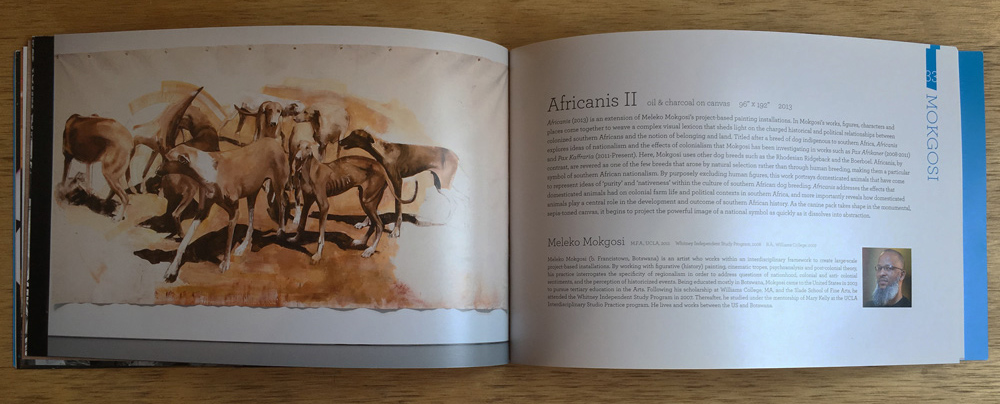 33
MOKGOSI
Africanis II oil & charcoal on canvas 96" x 192" 2013
Africanis (2013) is an extension of Meleko Mokgosi's project-based painting installations. In Mokgosi's works, figures, characters and
places come together to weave a complex visual lexicon that sheds light on the charged historical and political relationships between
colonized southern Africans and the notion of belonging and land. Titled after a breed of dog indigenous to southern Africa, Africanis
explores ideas of nationalism and the effects of colonialism that Mokgosi has been investigating in works such as Pax Afrikaner (2008-2011)
and Pax Kaffraria (2011-Present). Here, Mokgosi uses other dog breeds such as the Rhodesian Ridgeback and the Boerboel. Africanis, by
contrast, are revered as one of the few breeds that arose by natural selection rather than through human breeding, making them a particular
symbol of southern African nationalism. By purposely excluding human figures, this work portrays domesticated animals that have come
to represent ideas of 'purity' and 'nativeness' within the culture of southern African dog breeding. Africanus addresses the effects that
domesticated animals had on colonial farm life and political contexts in southern Africa, and more importantly reveals how domesticated
animals play a central role in the development and outcome of southern African history. As the canine pack takes shape in the monumental,
sepia toned canvas, it begins to project the powerful image of a national symbol as quickly as it dissolves into abstraction.
Meleko Mokgosi M.F.A., UCLA, 2011 Whitney Independent Study Program, 2008 B.A., Williams College
Meleko Mokgosi (b. Francistown, Botswana) is an artist who works within an interdisciplinary framework to create large-scale
project-based installations. By working with figurative (history) painting, cinematic tropes, psychoanalysis and post-colonial theory,
his practice interrogates the specificity of regionalism in order to address questions of nationhood, colonial and anti-colonial
sentiments, and the perception of historicized events. Being educated mostly in Botswana, Mokgosi came to the United States in 2003
to pursue tertiary education in the Arts. Following his scholarship at Williams College, MA, and the Slade School of Fine Arts, he
attended the Whitney Independent Study Program in 2007. Thereafter, he studied under the mentorship of Mary Kelly at the UCLA
Interdisciplinary Studio Practice program. He lives and works between the US and Botswana.